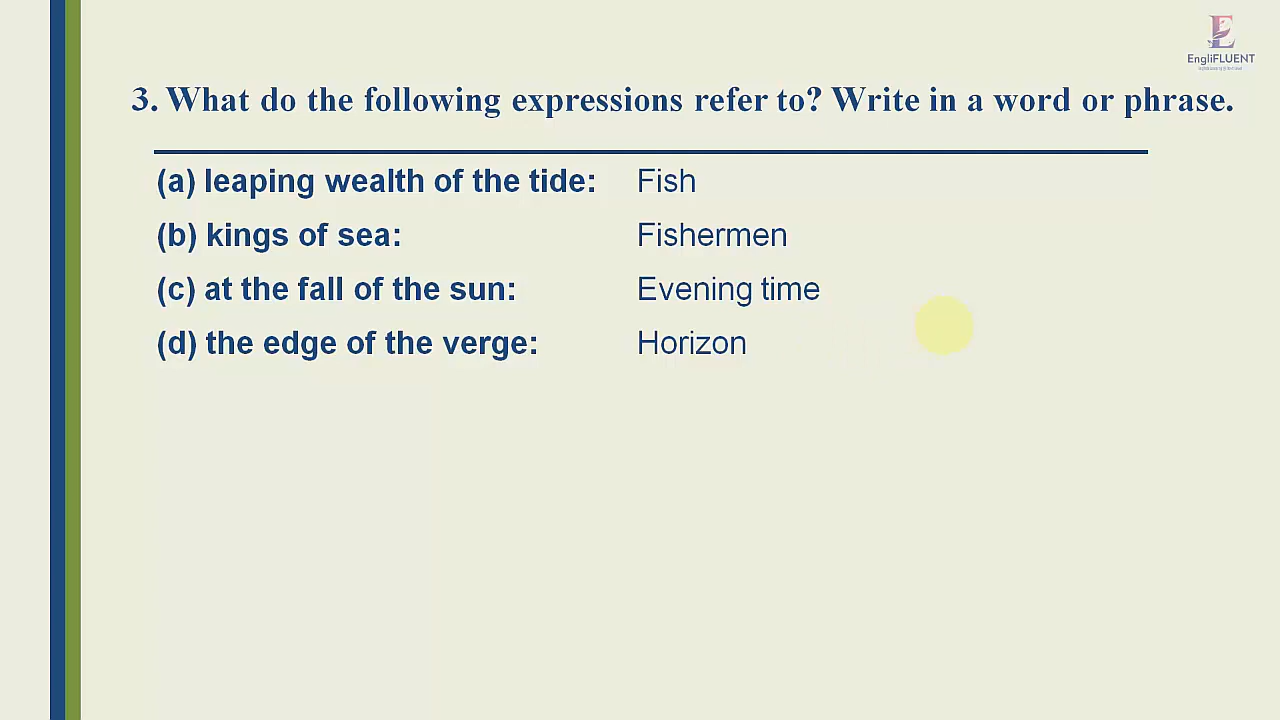 E
EngliFLUENT
3. What do the following expressions refer to? Write in a word or phrase.
(a) leaping wealth of the tide: Fish
(b) kings of sea: Fishermen
(c) at the fall of the sun: Evening time
(d) the edge of the verge: Horizon